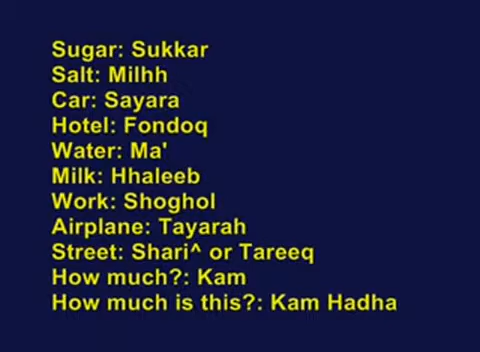 Sugar: Sukkar
Salt: Milhh
Car: Sayara
Hotel: Fondoq
Water: Ma'
Milk: Hhaleeb
Work: Shoghol
Airplane: Tayarah
Street: Shari^ or Tareeq
How much?: Kam
How much is this?: Kam Hadha